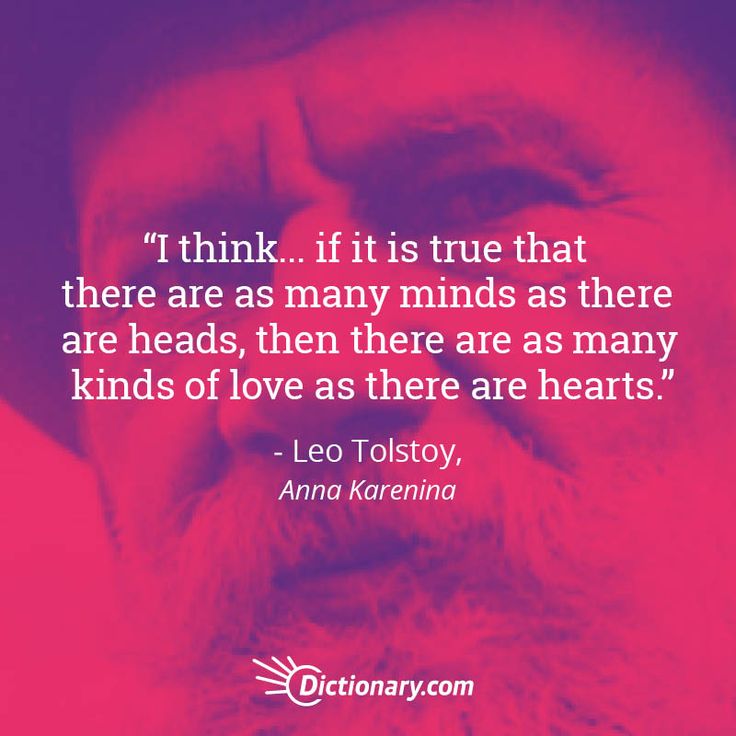 “I think... if it is true that
there are as many minds as there
are heads, then there are as many
kinds of love as there are hearts.”
- Leo Tolstoy,
Anna Karenina
Dictionary.com